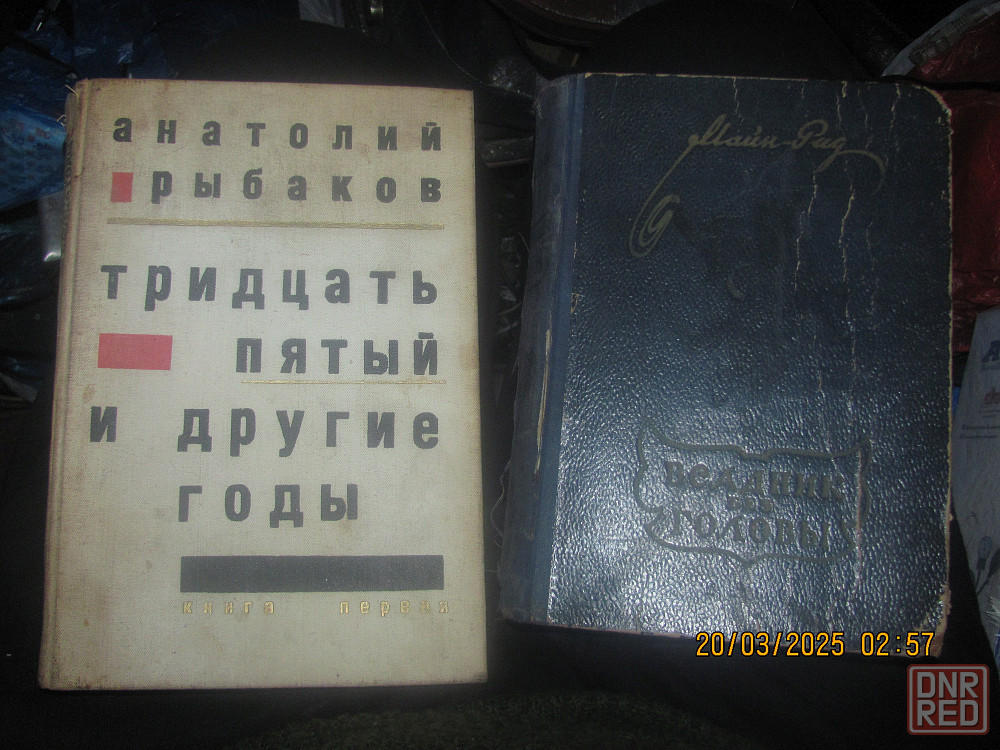 анатолий
рыбаков
тридцать
пятый
и другие
годы
книга первая
Майн-Рид
ВСАДНИК
БЕЗ
ГОЛОВЫ
20/03/2025 02:57
DNR
RED